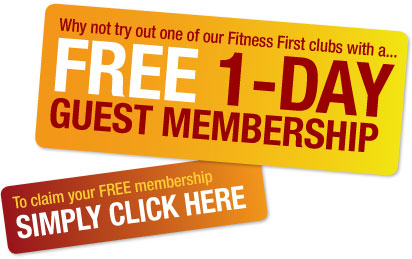 Why not try out one of our Fitness First clubs with a...
FREE 1-DAY
GUEST MEMBERSHIP
To claim your FREE membership
SIMPLY CLICK HERE